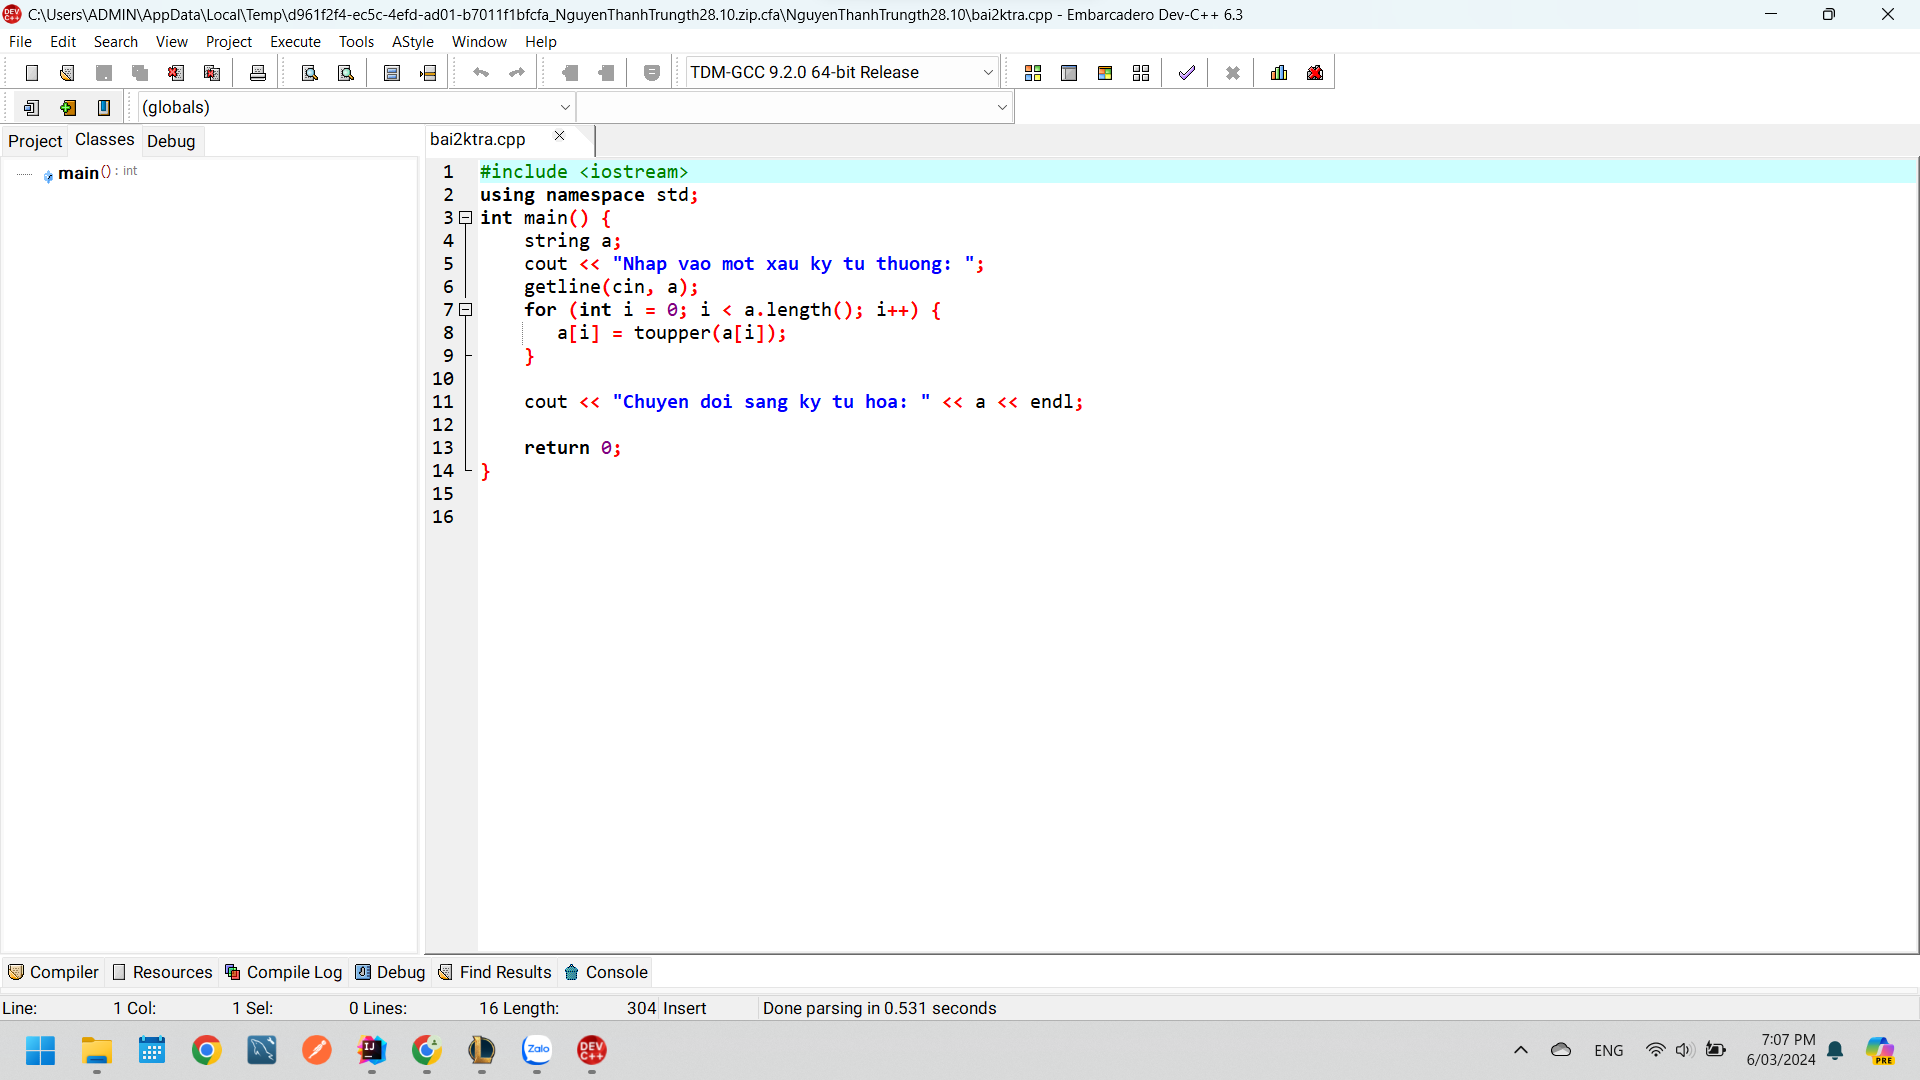 C:\Users\ADMIN\AppData\Local\Temp\d961f2f4-ec5c-4efd-ad01-b7011f1bfcfa_NguyenThanhTrungth28.10.zip.cfa\NguyenThanhTrungth28.10\bai2ktra.cpp - Embarcadero Dev-C++ 6.3
File Edit Search View Project Execute Tools AStyle Window Help
TDM-GCC 9.2.0 64-bit Release
(globals)
Project Classes Debug
bai2ktra.cpp
main() : int
1 #include <iostream>
2 using namespace std;
3 int main() {
4 string a;
5 cout << "Nhap vao mot xau ky tu thuong: ";
6 getline(cin, a);
7 for (int i = 0; i < a.length(); i++) {
8 a[i] = toupper(a[i]);
9 }
10
11 cout << "Chuyen doi sang ky tu hoa: " << a << endl;
12
13 return 0;
14 }
15
16
Compiler Resources Compile Log Debug Find Results Console
Line: 1 Col: 1 Sel: 0 Lines: 16 Length: 304 Insert Done parsing in 0.531 seconds
Zalo
DEV C++
ENG
7:07 PM
6/03/2024
PRE